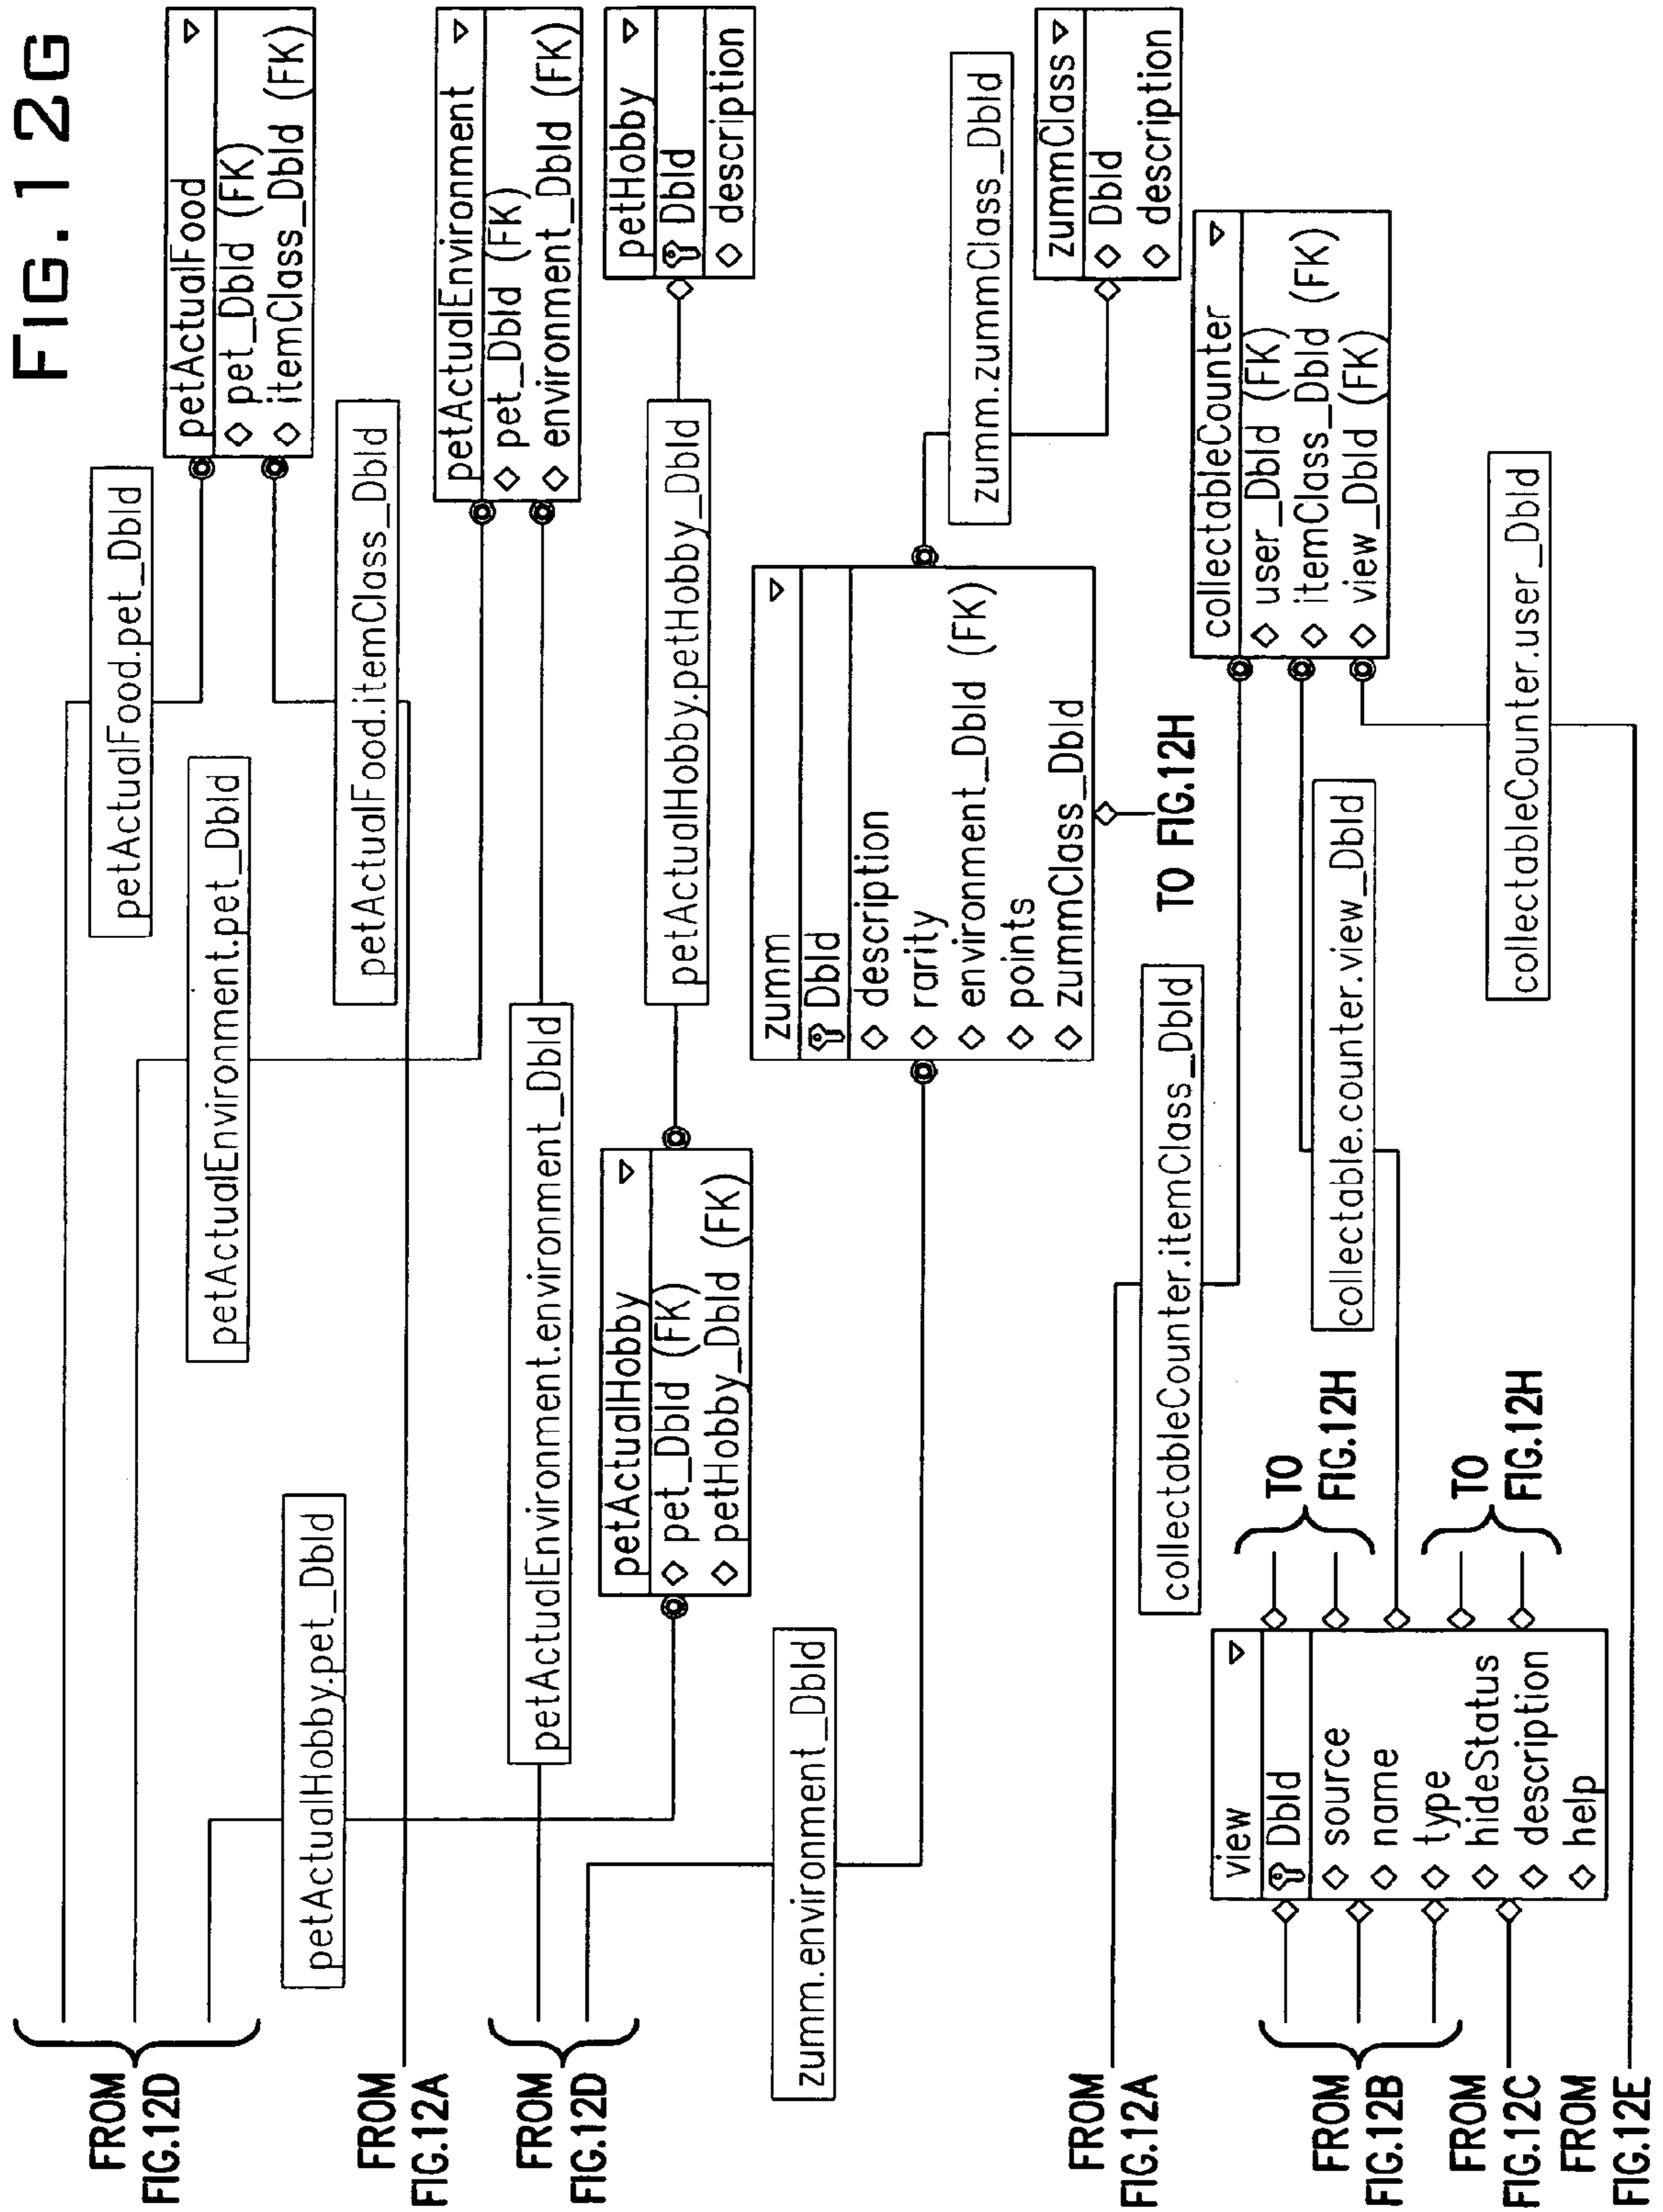 FIG. 12G
FROM
FIG.12D
petActualFood.pet_DbId
petActualFood
pet_DbId (FK)
itemClass_DbId (FK)
petActualEnvironment.pet_DbId
petActualHobby.pet_DbId
petActualFood.itemClass_DbId
FROM
FIG.12A
petActualEnvironment
pet_DbId (FK)
environment_DbId (FK)
FROM
FIG.12D
petActualEnvironment.environment_DbId
petActualHobby
pet_DbId (FK)
petHobby_DbId (FK)
petActualHobby.petHobby_DbId
petHobby
DbId
description
zumm.environment_DbId
zumm
DbId
description
rarity
environment_DbId (FK)
points
zummClass_DbId
zumm.zummClass_DbId
zummClass
DbId
description
TO FIG.12H
FROM
FIG.12A
collectableCounter.itemClass_DbId
collectableCounter
user_DbId (FK)
itemClass_DbId (FK)
view_DbId (FK)
collectable.counter.view_DbId
FROM
FIG.12B
view
DbId
source
name
type
hideStatus
description
help
TO
FIG.12H
TO
FIG.12H
FROM
FIG.12C
collectableCounter.user_DbId
FROM
FIG.12E